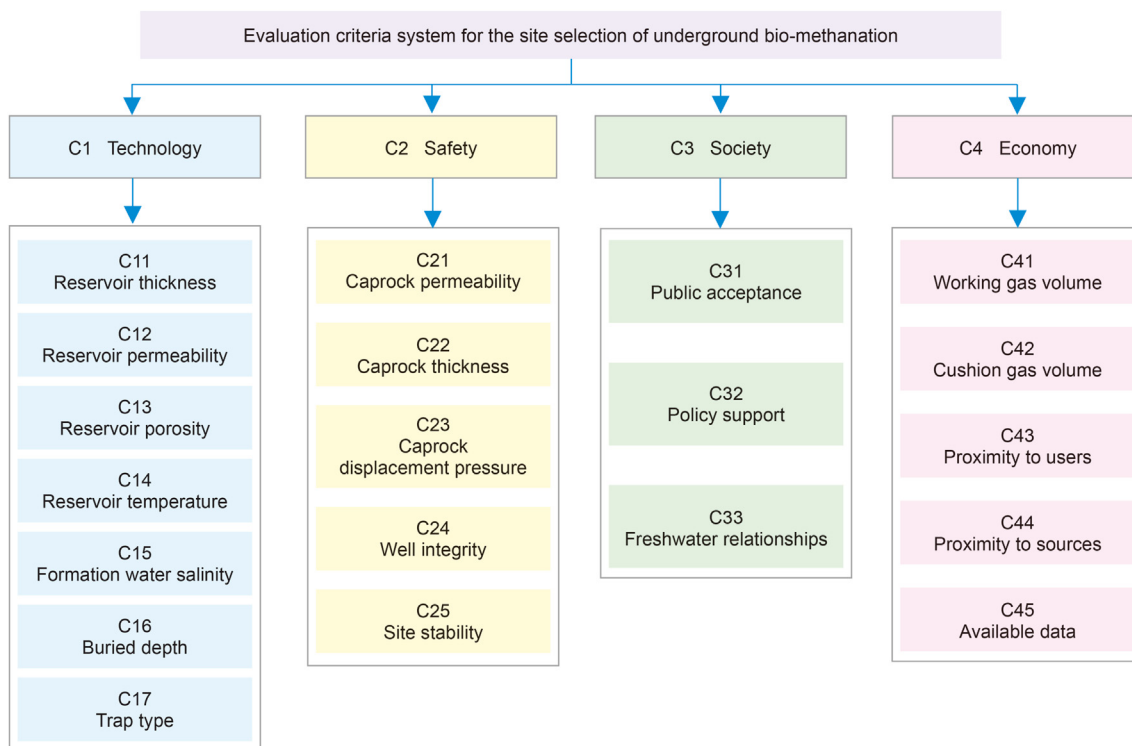 Evaluation criteria system for the site selection of underground bio-methanation
C1 Technology
C2 Safety
C3 Society
C4 Economy
C11
Reservoir thickness
C12
Reservoir permeability
C13
Reservoir porosity
C14
Reservoir temperature
C15
Formation water salinity
C16
Buried depth
C17
Trap type
C21
Caprock permeability
C22
Caprock thickness
C23
Caprock
displacement pressure
C24
Well integrity
C25
Site stability
C31
Public acceptance
C32
Policy support
C33
Freshwater relationships
C41
Working gas volume
C42
Cushion gas volume
C43
Proximity to users
C44
Proximity to sources
C45
Available data